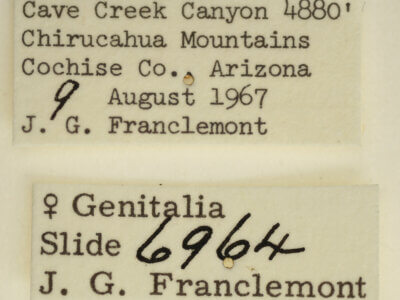 Cave Creek Canyon 4880'
Chirucahua Mountains
Cochise Co., Arizona
9 August 1967
J. G. Franclemont
♀ Genitalia
Slide 6964
J. G. Franclemont